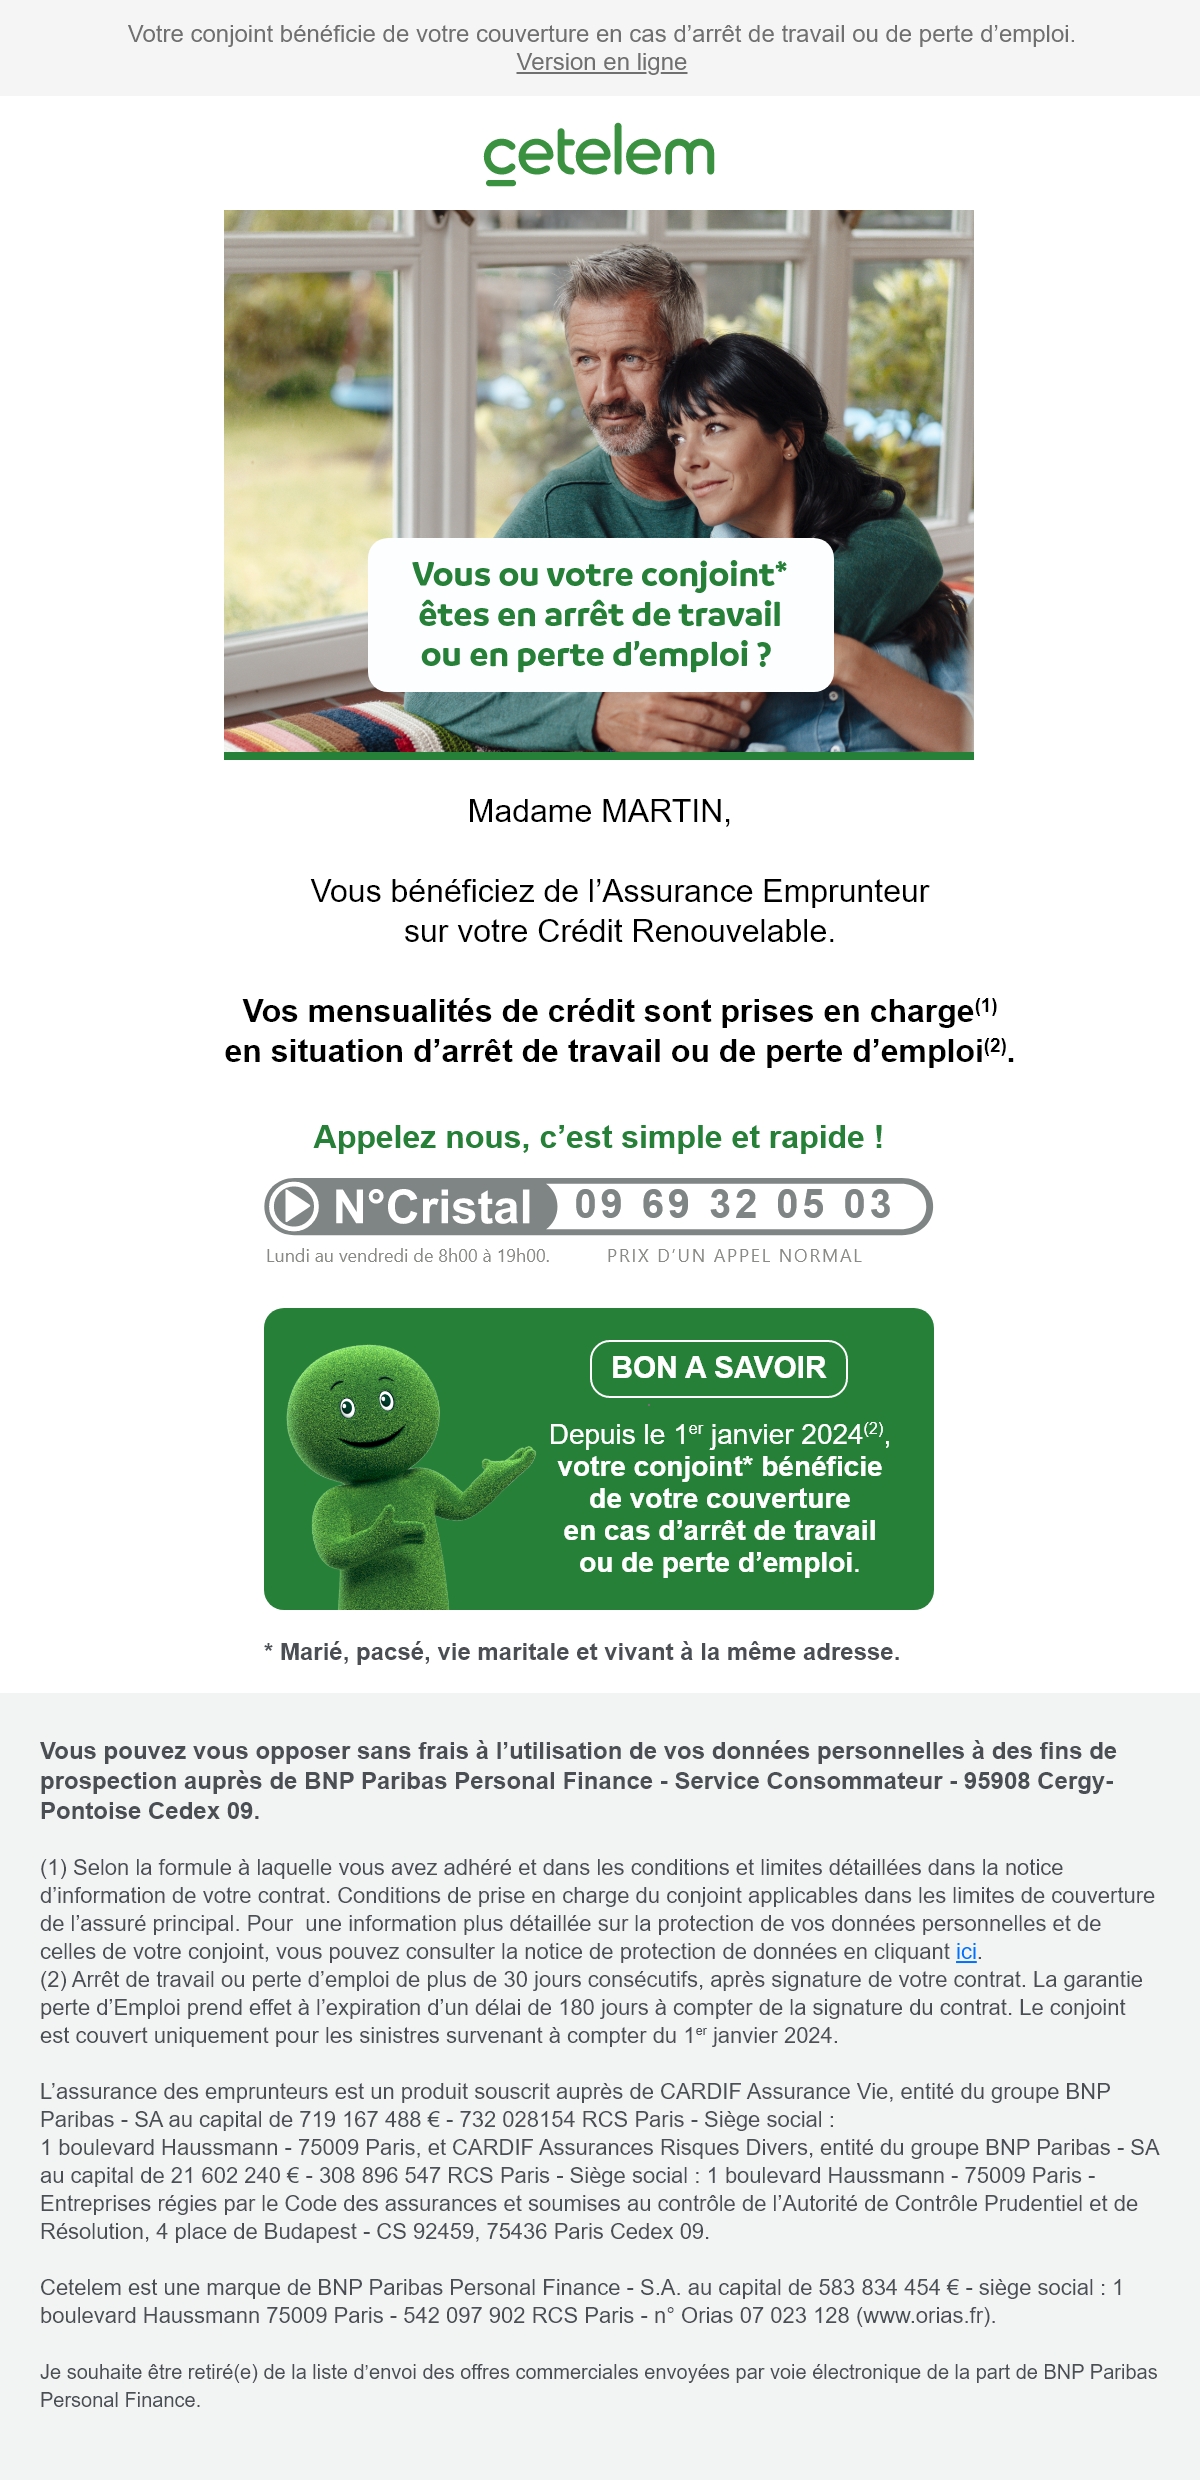 Votre conjoint bénéficie de votre couverture en cas d’arrêt de travail ou de perte d’emploi.
Version en ligne
cetelem
Vous ou votre conjoint*
êtes en arrêt de travail
ou en perte d’emploi ?
Madame MARTIN,
Vous bénéficiez de l’Assurance Emprunteur
sur votre Crédit Renouvelable.
Vos mensualités de crédit sont prises en charge(1)
en situation d’arrêt de travail ou de perte d’emploi(2).
Appelez nous, c’est simple et rapide !
N°Cristal 09 69 32 05 03
Lundi au vendredi de 8h00 à 19h00. PRIX D’UN APPEL NORMAL
BON A SAVOIR
Depuis le 1er janvier 2024(2),
votre conjoint* bénéficie
de votre couverture
en cas d’arrêt de travail
ou de perte d’emploi.
* Marié, pacsé, vie maritale et vivant à la même adresse.
Vous pouvez vous opposer sans frais à l’utilisation de vos données personnelles à des fins de
prospection auprès de BNP Paribas Personal Finance - Service Consommateur - 95908 Cergy-
Pontoise Cedex 09.
(1) Selon la formule à laquelle vous avez adhéré et dans les conditions et limites détaillées dans la notice
d’information de votre contrat. Conditions de prise en charge du conjoint applicables dans les limites de couverture
de l’assuré principal. Pour  une information plus détaillée sur la protection de vos données personnelles et de
celles de votre conjoint, vous pouvez consulter la notice de protection de données en cliquant ici.
(2) Arrêt de travail ou perte d’emploi de plus de 30 jours consécutifs, après signature de votre contrat. La garantie
perte d’Emploi prend effet à l’expiration d’un délai de 180 jours à compter de la signature du contrat. Le conjoint
est couvert uniquement pour les sinistres survenant à compter du 1er janvier 2024.
L’assurance des emprunteurs est un produit souscrit auprès de CARDIF Assurance Vie, entité du groupe BNP
Paribas - SA au capital de 719 167 488 € - 732 028154 RCS Paris - Siège social :
1 boulevard Haussmann - 75009 Paris, et CARDIF Assurances Risques Divers, entité du groupe BNP Paribas - SA
au capital de 21 602 240 € - 308 896 547 RCS Paris - Siège social : 1 boulevard Haussmann - 75009 Paris -
Entreprises régies par le Code des assurances et soumises au contrôle de l’Autorité de Contrôle Prudentiel et de
Résolution, 4 place de Budapest - CS 92459, 75436 Paris Cedex 09.
Cetelem est une marque de BNP Paribas Personal Finance - S.A. au capital de 583 834 454 € - siège social : 1
boulevard Haussmann 75009 Paris - 542 097 902 RCS Paris - n° Orias 07 023 128 (www.orias.fr).
Je souhaite être retiré(e) de la liste d’envoi des offres commerciales envoyées par voie électronique de la part de BNP Paribas
Personal Finance.